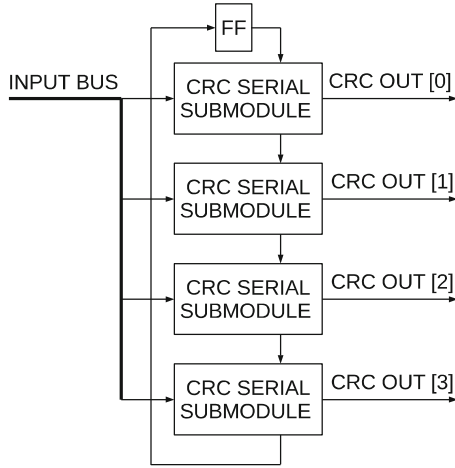 FF
INPUT BUS
CRC SERIAL
SUBMODULE
CRC OUT [0]
CRC SERIAL
SUBMODULE
CRC OUT [1]
CRC SERIAL
SUBMODULE
CRC OUT [2]
CRC SERIAL
SUBMODULE
CRC OUT [3]